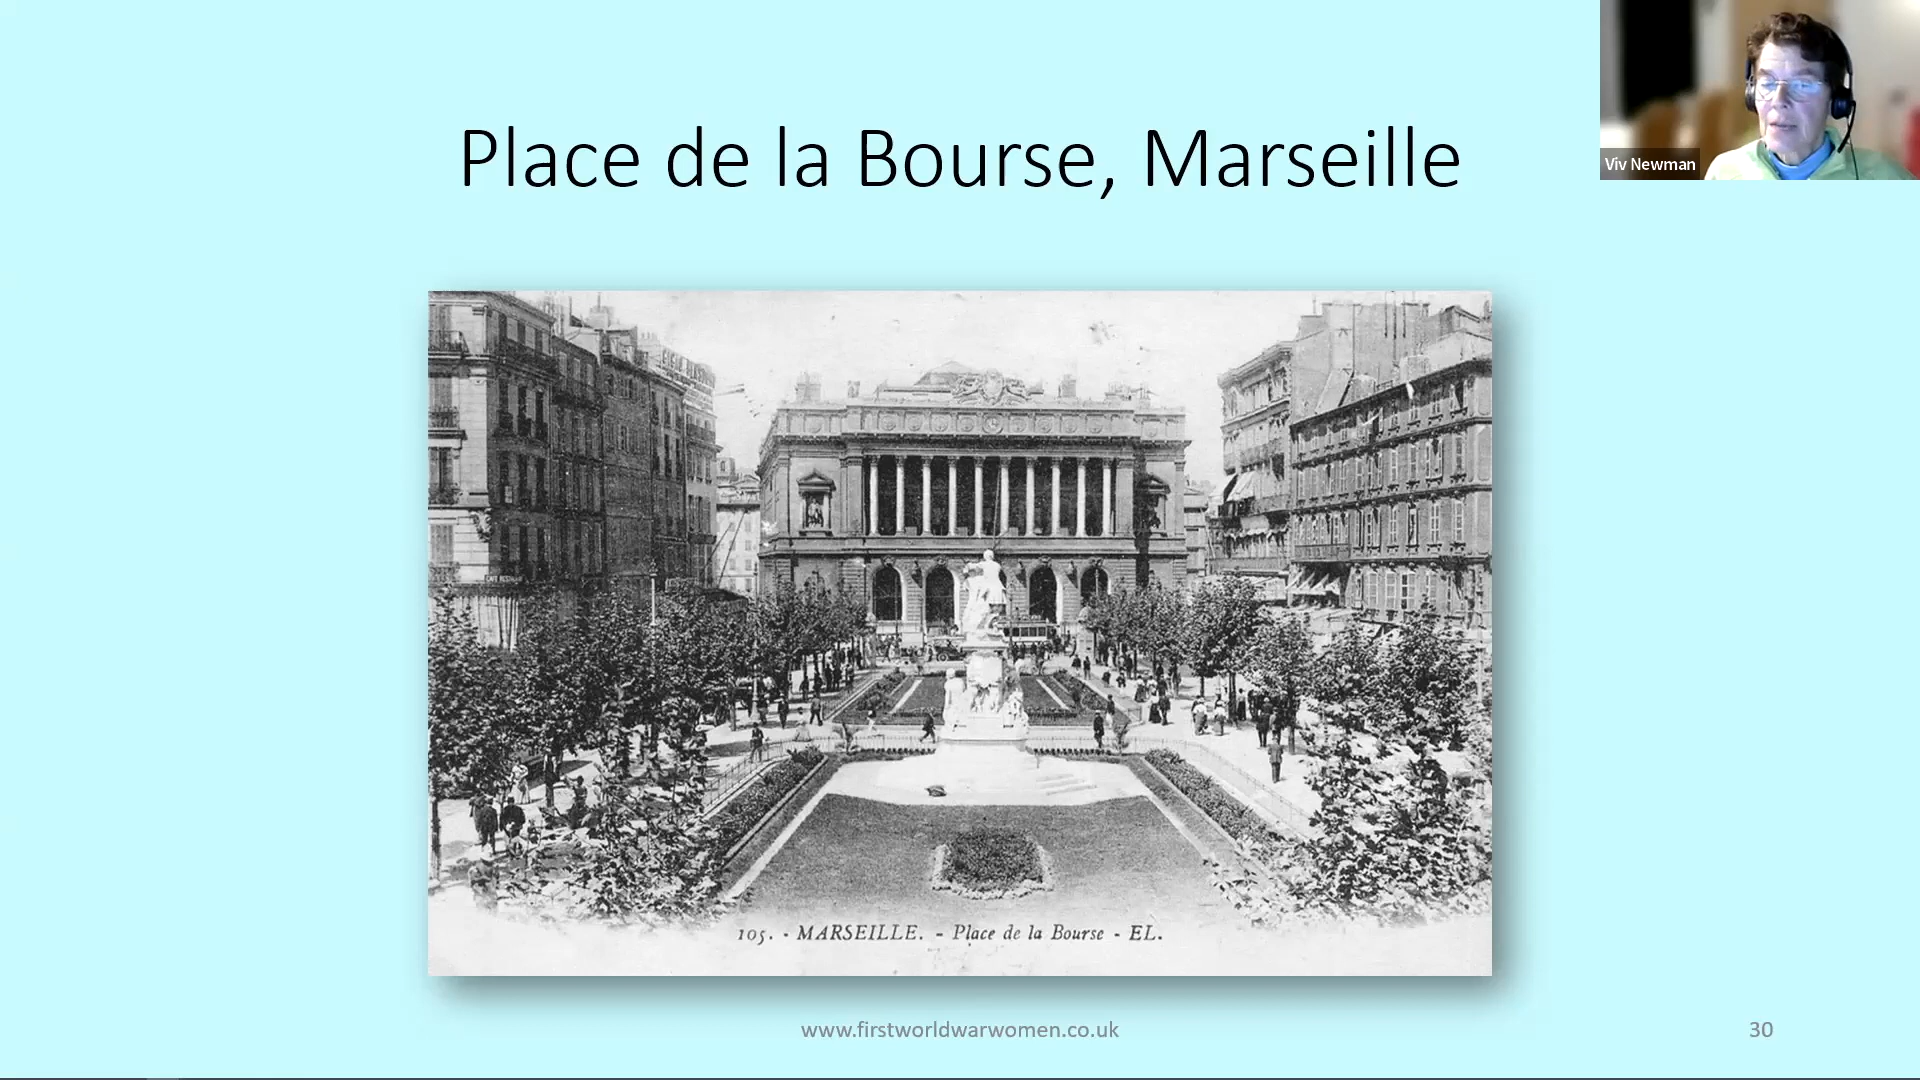 Place de la Bourse, Marseille
Viv Newman
105. - MARSEILLE. - Place de la Bourse - EL.
www.firstworldwarwomen.co.uk
30